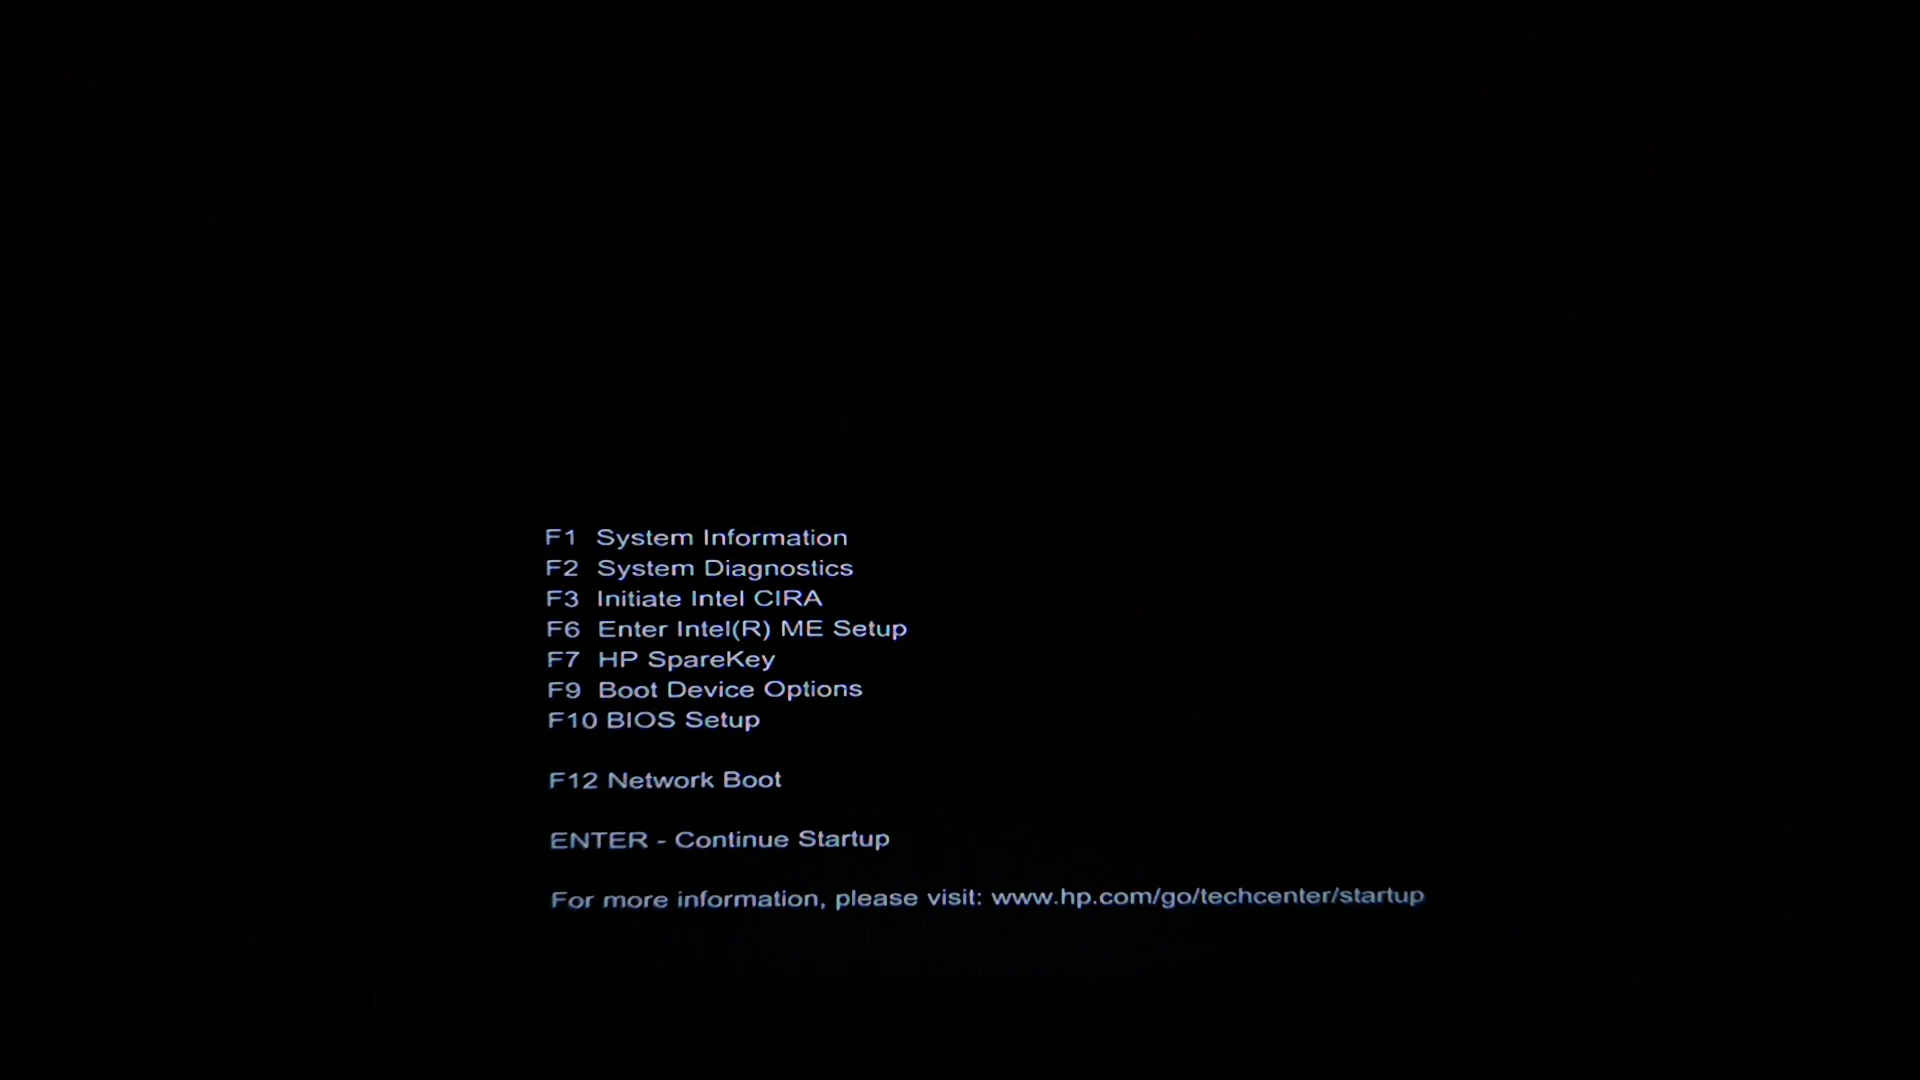 F1 System Information
F2 System Diagnostics
F3 Initiate Intel CIRA
F6 Enter Intel(R) ME Setup
F7 HP SpareKey
F9 Boot Device Options
F10 BIOS Setup
F12 Network Boot
ENTER - Continue Startup
For more information, please visit: www.hp.com/go/techcenter/startup